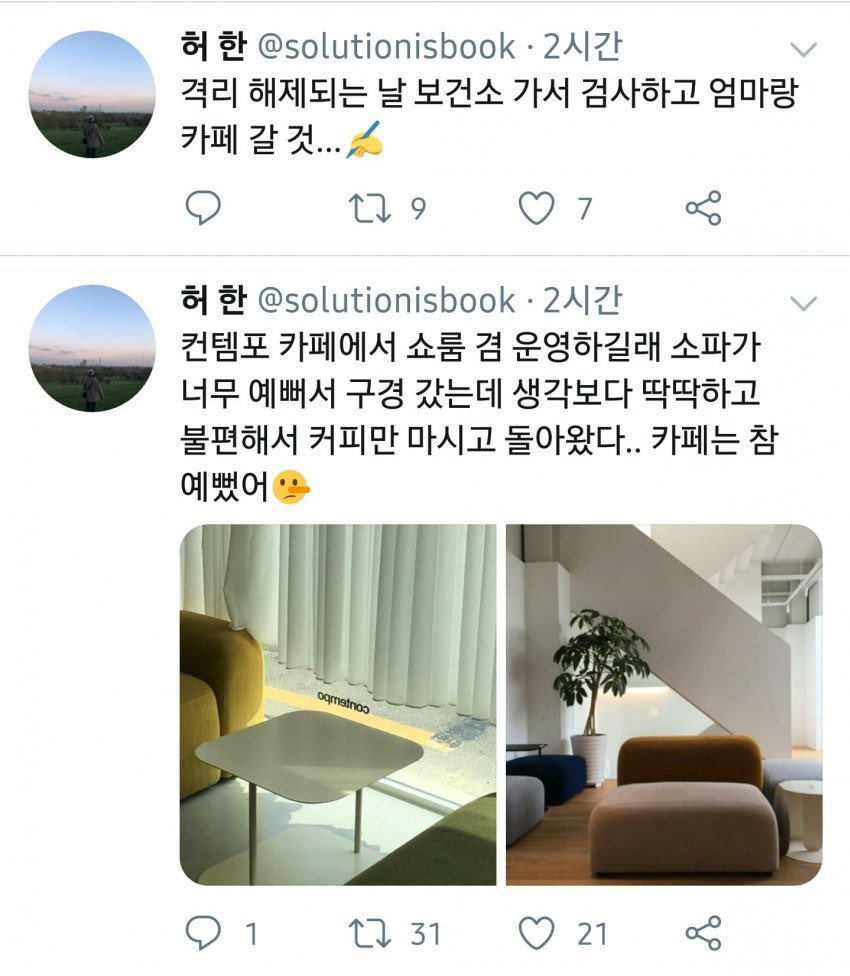 허 한 @solutionisbook · 2시간
격리 해제되는 날 보건소 가서 검사하고 엄마랑
카페 갈 것...✍
9 7
허 한 @solutionisbook · 2시간
컨템포 카페에서 쇼룸 겸 운영하길래 소파가
너무 예뻐서 구경 갔는데 생각보다 딱딱하고
불편해서 커피만 마시고 돌아왔다.. 카페는 참
예뻤어🤥
contempo
1 31 21